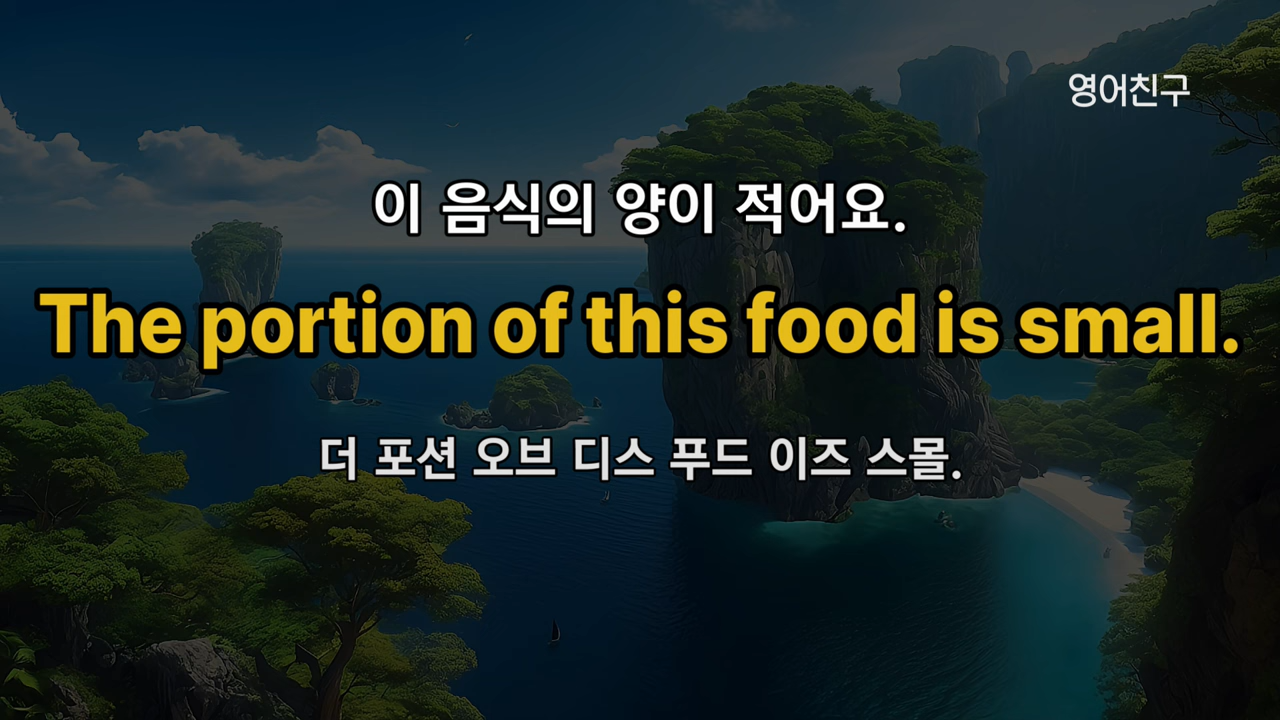 영어친구
이 음식의 양이 적어요.
The portion of this food is small.
더 포션 오브 디스 푸드 이즈 스몰.